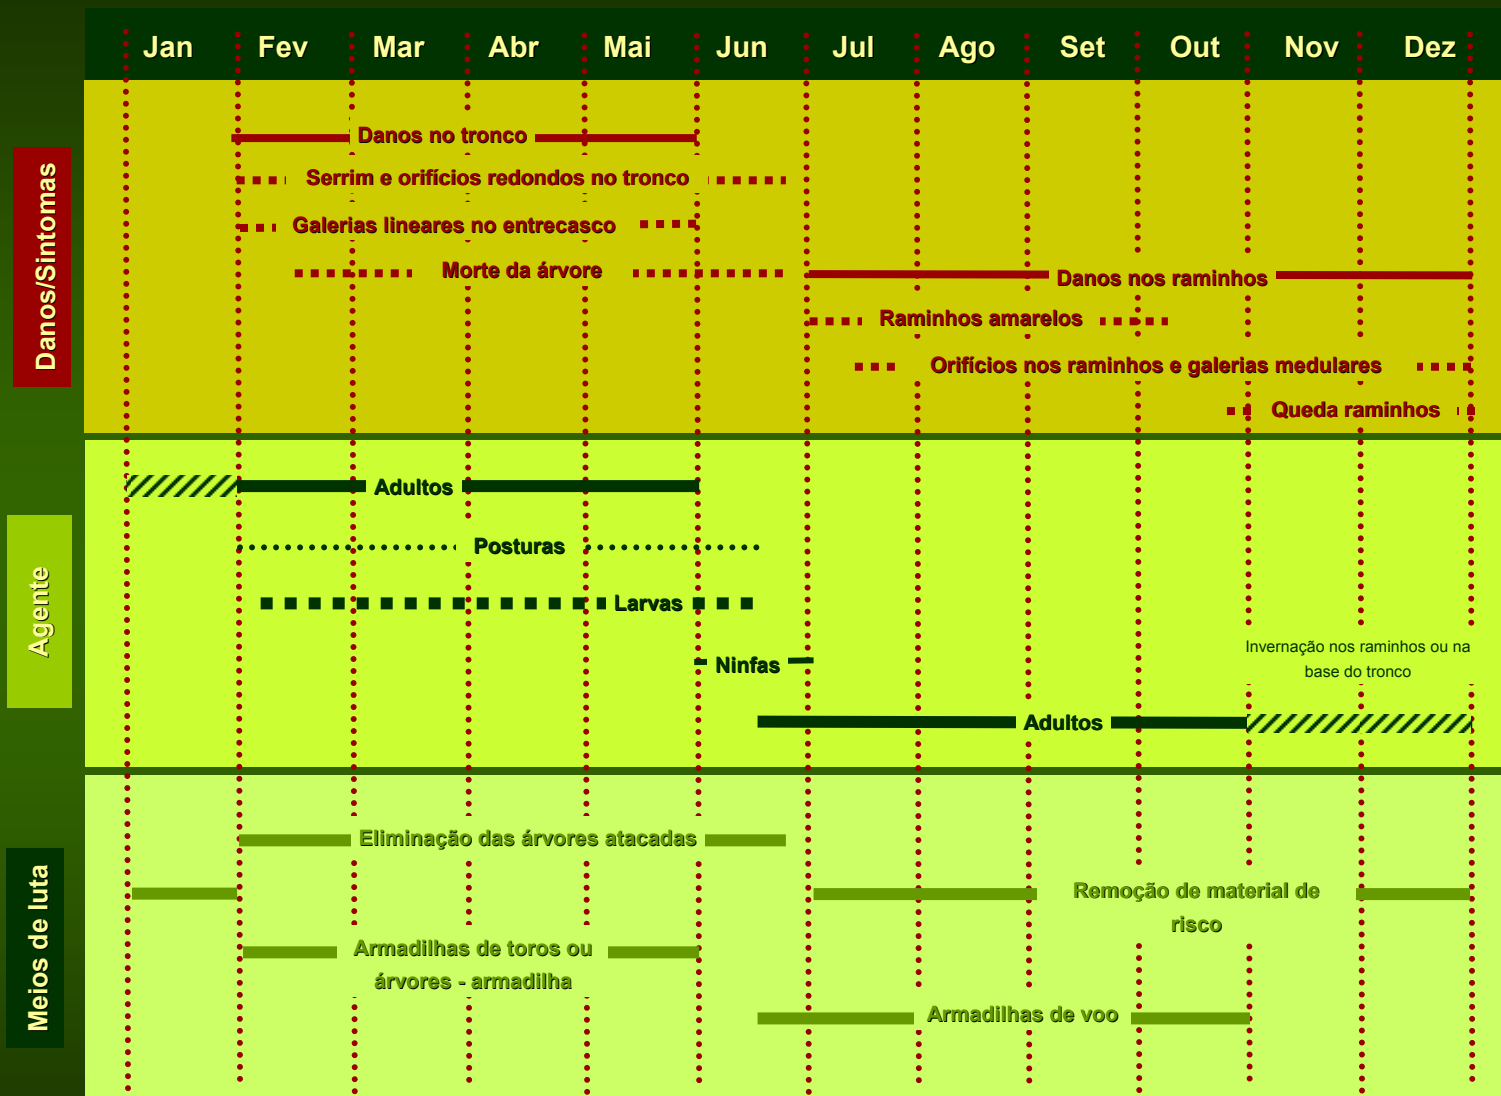 Jan Fev Mar Abr Mai Jun Jul Ago Set Out Nov Dez
Danos/Sintomas
Danos no tronco
Serrim e orifícios redondos no tronco
Galerias lineares no entrecasco
Morte da árvore
Danos nos raminhos
Raminhos amarelos
Orifícios nos raminhos e galerias medulares
Queda raminhos
Agente
Adultos
Posturas
Larvas
Ninfas
Invernação nos raminhos ou na
base do tronco
Adultos
Meios de luta
Eliminação das árvores atacadas
Remoção de material de
risco
Armadilhas de toros ou
árvores - armadilha
Armadilhas de voo